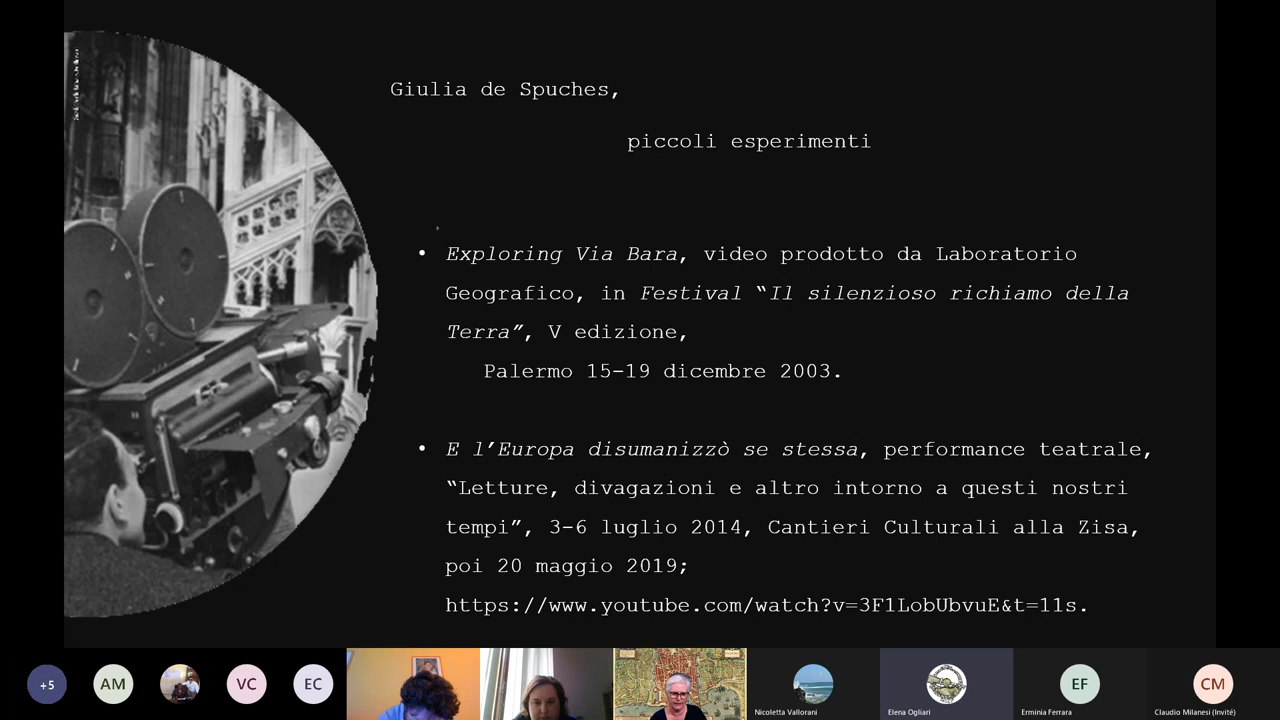 Giulia de Spuches,
piccoli esperimenti
• Exploring Via Bara, video prodotto da Laboratorio
Geografico, in Festival “Il silenzioso richiamo della
Terra”, V edizione,
Palermo 15-19 dicembre 2003.
• E l’Europa disumanizzò se stessa, performance teatrale,
“Letture, divagazioni e altro intorno a questi nostri
tempi”, 3-6 luglio 2014, Cantieri Culturali alla Zisa,
poi 20 maggio 2019;
https://www.youtube.com/watch?v=3F1LobUbvuE&t=11s.
+5
AM
VC
EC
EF
CM
Nicoletta Vallorani
Elena Ogliari
Erminia Ferrara
Claudio Milanesi (Invité)